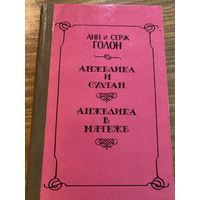 АНН И СЕРЖ
ГОЛОН
АНЖЕЛИКА
И
СУЛТАН
АНЖЕЛИКА
В
МЯТЕЖЕ